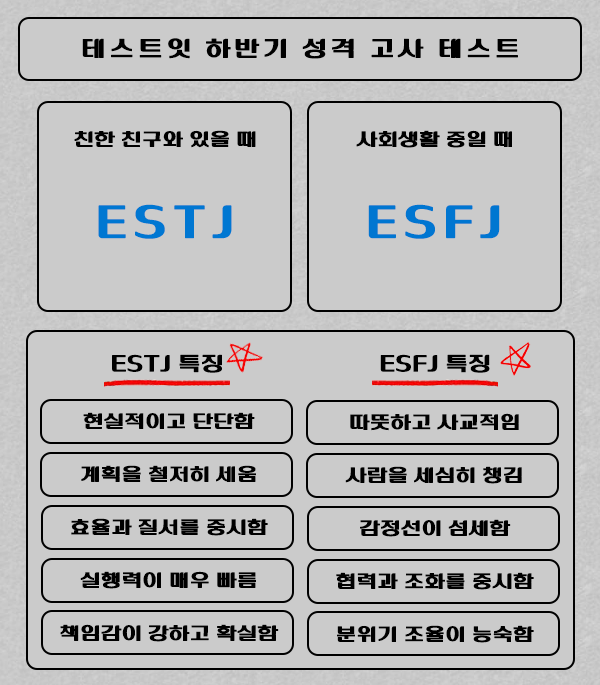 테스트잇 하반기 성격 고사 테스트
친한 친구와 있을 때
ESTJ
사회생활 중일 때
ESFJ
ESTJ 특징
현실적이고 단단함
계획을 철저히 세움
효율과 질서를 중시함
실행력이 매우 빠름
책임감이 강하고 확실함
ESFJ 특징
따뜻하고 사교적임
사람을 세심히 챙김
감정선이 섬세함
협력과 조화를 중시함
분위기 조율이 능숙함